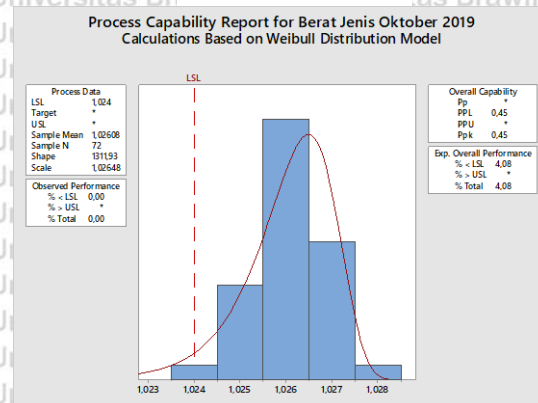 Process Capability Report for Berat Jenis Oktober 2019
Calculations Based on Weibull Distribution Model
LSL
Process Data
LSL 1,024
Target *
USL *
Sample Mean 1,02608
Sample N 72
Shape 1311,93
Scale 1,02648
Observed Performance
% < LSL 0,00
% > USL *
% Total 0,00
Overall Capability
Pp *
PPL 0,45
PPU *
Ppk 0,45
Exp. Overall Performance
% < LSL 4,08
% > USL *
% Total 4,08
1,023 1,024 1,025 1,026 1,027 1,028